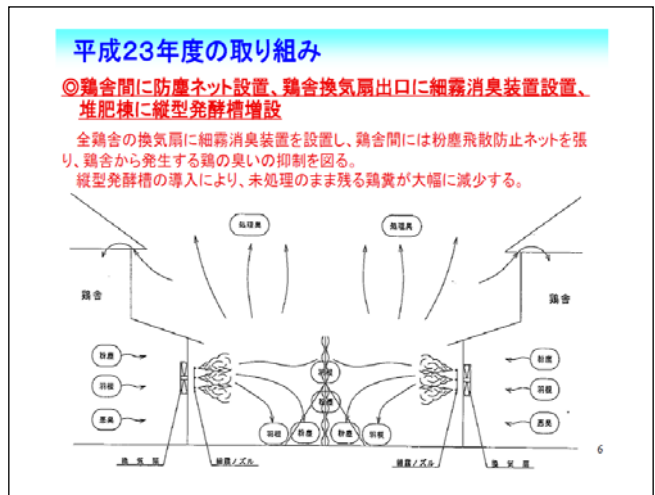 平成23年度の取り組み
◎鶏舎間に防塵ネット設置、鶏舎換気扇出口に細霧消臭装置設置、
堆肥棟に縦型発酵槽増設
全鶏舎の換気扇に細霧消臭装置を設置し、鶏舎間には粉塵飛散防止ネットを張
り、鶏舎から発生する鶏の臭いの抑制を図る。
縦型発酵槽の導入により、未処理のまま残る鶏糞が大幅に減少する。
処理臭 処理臭
鶏舎 鶏舎
粉塵 粉塵
羽根 羽根 羽根
粉塵
悪臭 羽根 粉塵 粉塵 羽根 悪臭
換気扇 細霧ノズル 細霧ノズル 換気扇
6